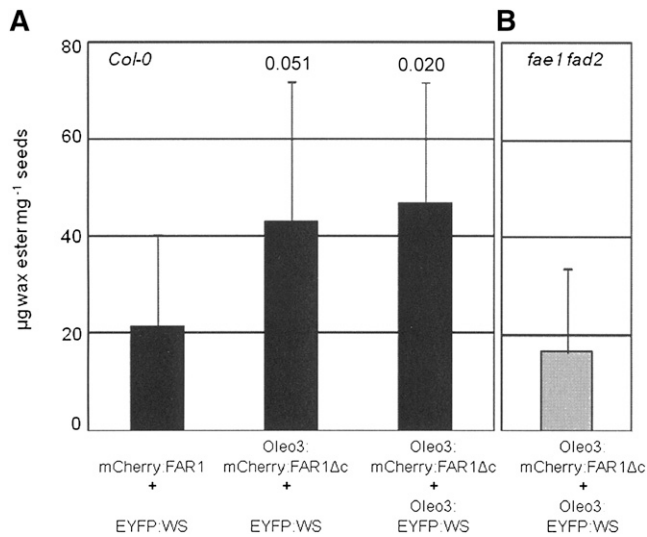 A
B
80
60
40
20
0
µg wax ester mg⁻¹ seeds
Col-0
0.051
0.020
fae1 fad2
mCherry:FAR1
+
EYFP:WS
Oleo3:
mCherry:FAR1Δc
+
EYFP:WS
Oleo3:
mCherry:FAR1Δc
+
Oleo3:
EYFP:WS
Oleo3:
mCherry:FAR1Δc
+
Oleo3:
EYFP:WS